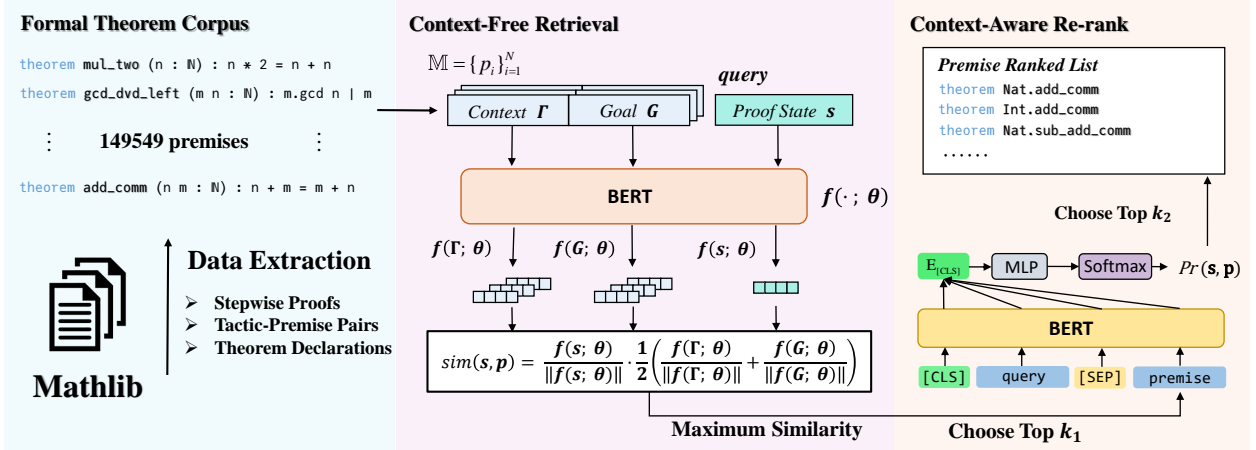 Formal Theorem Corpus
theorem mul_two (n : ℕ) : n * 2 = n + n
theorem gcd_dvd_left (m n : ℕ) : m.gcd n | m
⋮ 149549 premises ⋮
theorem add_comm (n m : ℕ) : n + m = m + n
Data Extraction
➢ Stepwise Proofs
➢ Tactic-Premise Pairs
➢ Theorem Declarations
Mathlib
Context-Free Retrieval
𝕄 = {p_i}_{i=1}^N
query
Context Γ
Goal G
Proof State s
BERT
f(· ; θ)
f(Γ; θ)
f(G; θ)
f(s; θ)
sim(s, p) = f(s; θ)/‖f(s; θ)‖ · 1/2 ( f(Γ; θ)/‖f(Γ; θ)‖ + f(G; θ)/‖f(G; θ)‖ )
Maximum Similarity
Choose Top k₁
Context-Aware Re-rank
Premise Ranked List
theorem Nat.add_comm
theorem Int.add_comm
theorem Nat.sub_add_comm
......
Choose Top k₂
E_[CLS]
MLP
Softmax
Pr(s, p)
BERT
[CLS]
query
[SEP]
premise